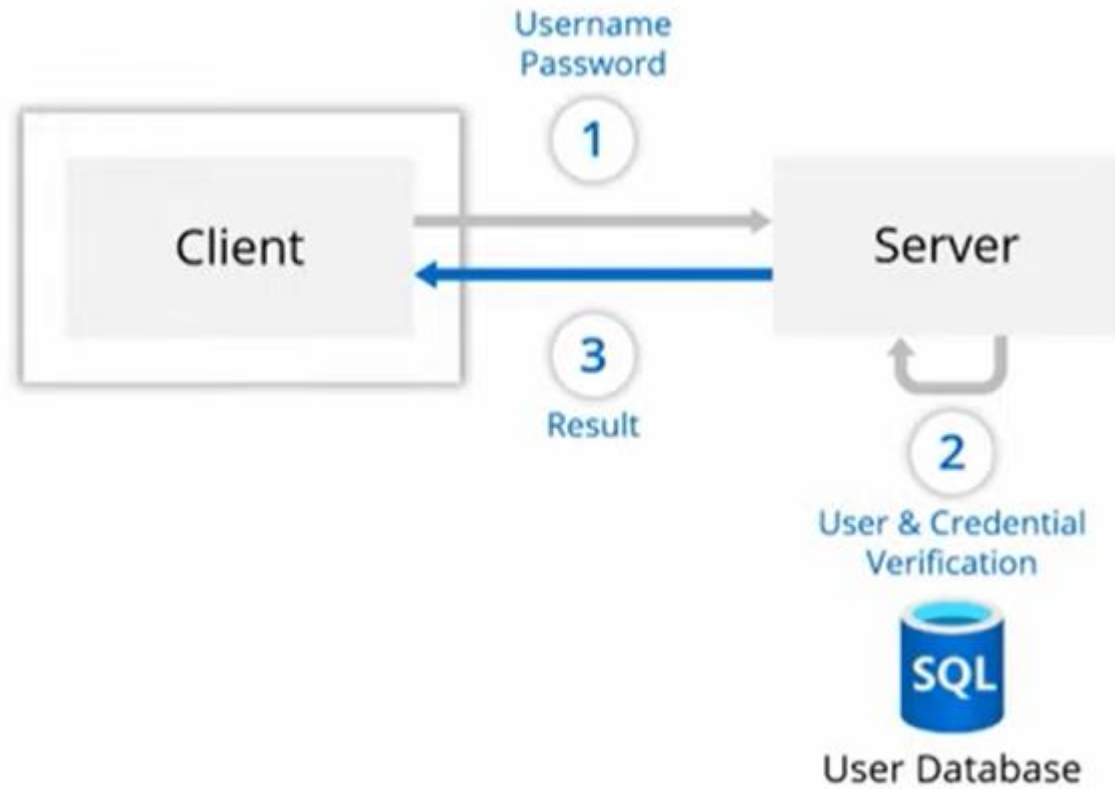 Username
Password
1
Client
Server
3
Result
2
User & Credential
Verification
SQL
User Database